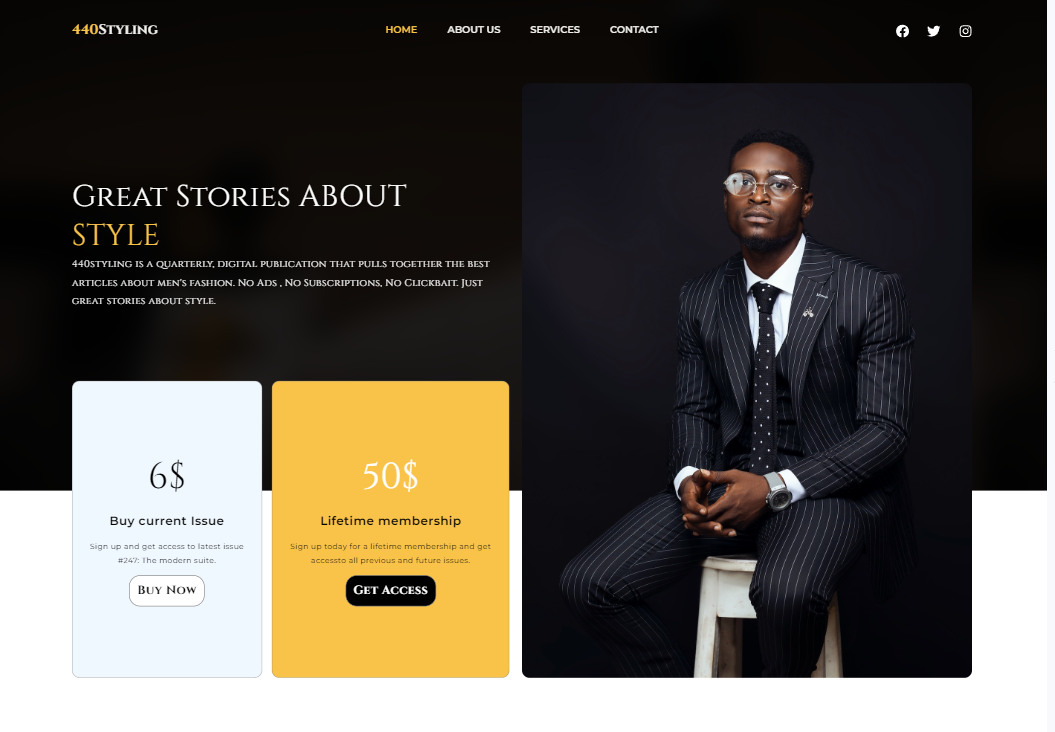 440Styling
HOME
ABOUT US
SERVICES
CONTACT
Great Stories ABOUT
STYLE
440styling is a quarterly, digital publication that pulls together the best
articles about men's fashion. No Ads , No Subscriptions, No Clickbait. Just
great stories about style.
6$
Buy current Issue
Sign up and get access to latest issue
#247: The modern suite.
Buy Now
50$
Lifetime membership
Sign up today for a lifetime membership and get
accessto all previous and future issues.
Get Access